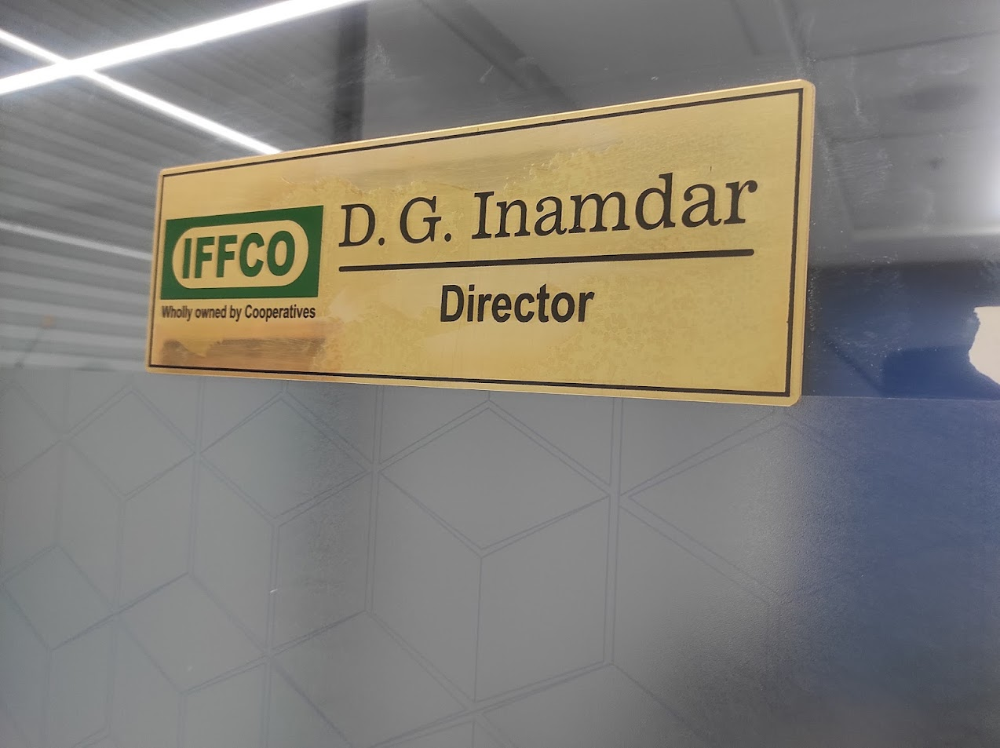 IFFCO
Wholly owned by Cooperatives
D. G. Inamdar
Director